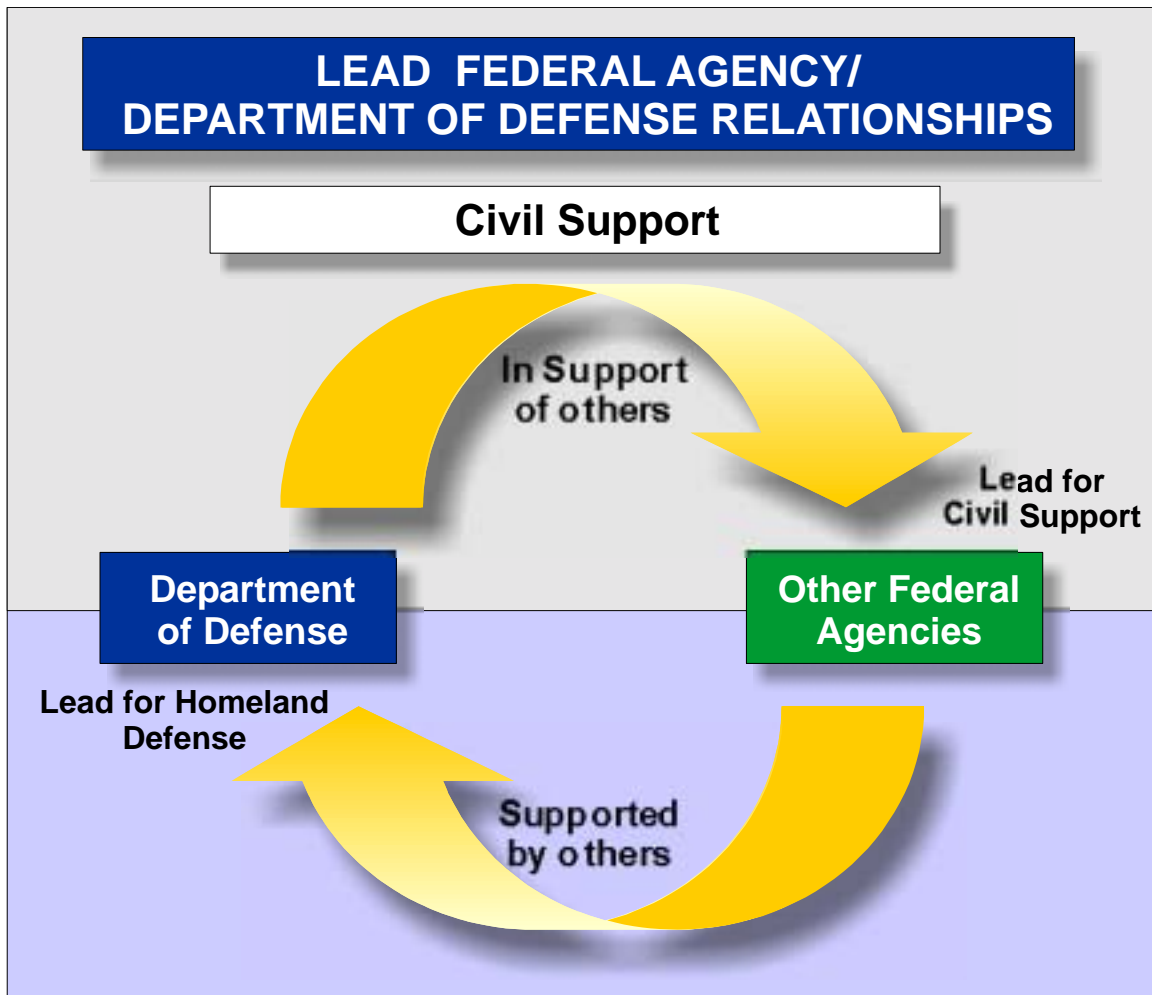 LEAD FEDERAL AGENCY/
DEPARTMENT OF DEFENSE RELATIONSHIPS
Civil Support
In Support
of others
Lead for
Civil Support
Department
of Defense
Other Federal
Agencies
Lead for Homeland
Defense
Supported
by others